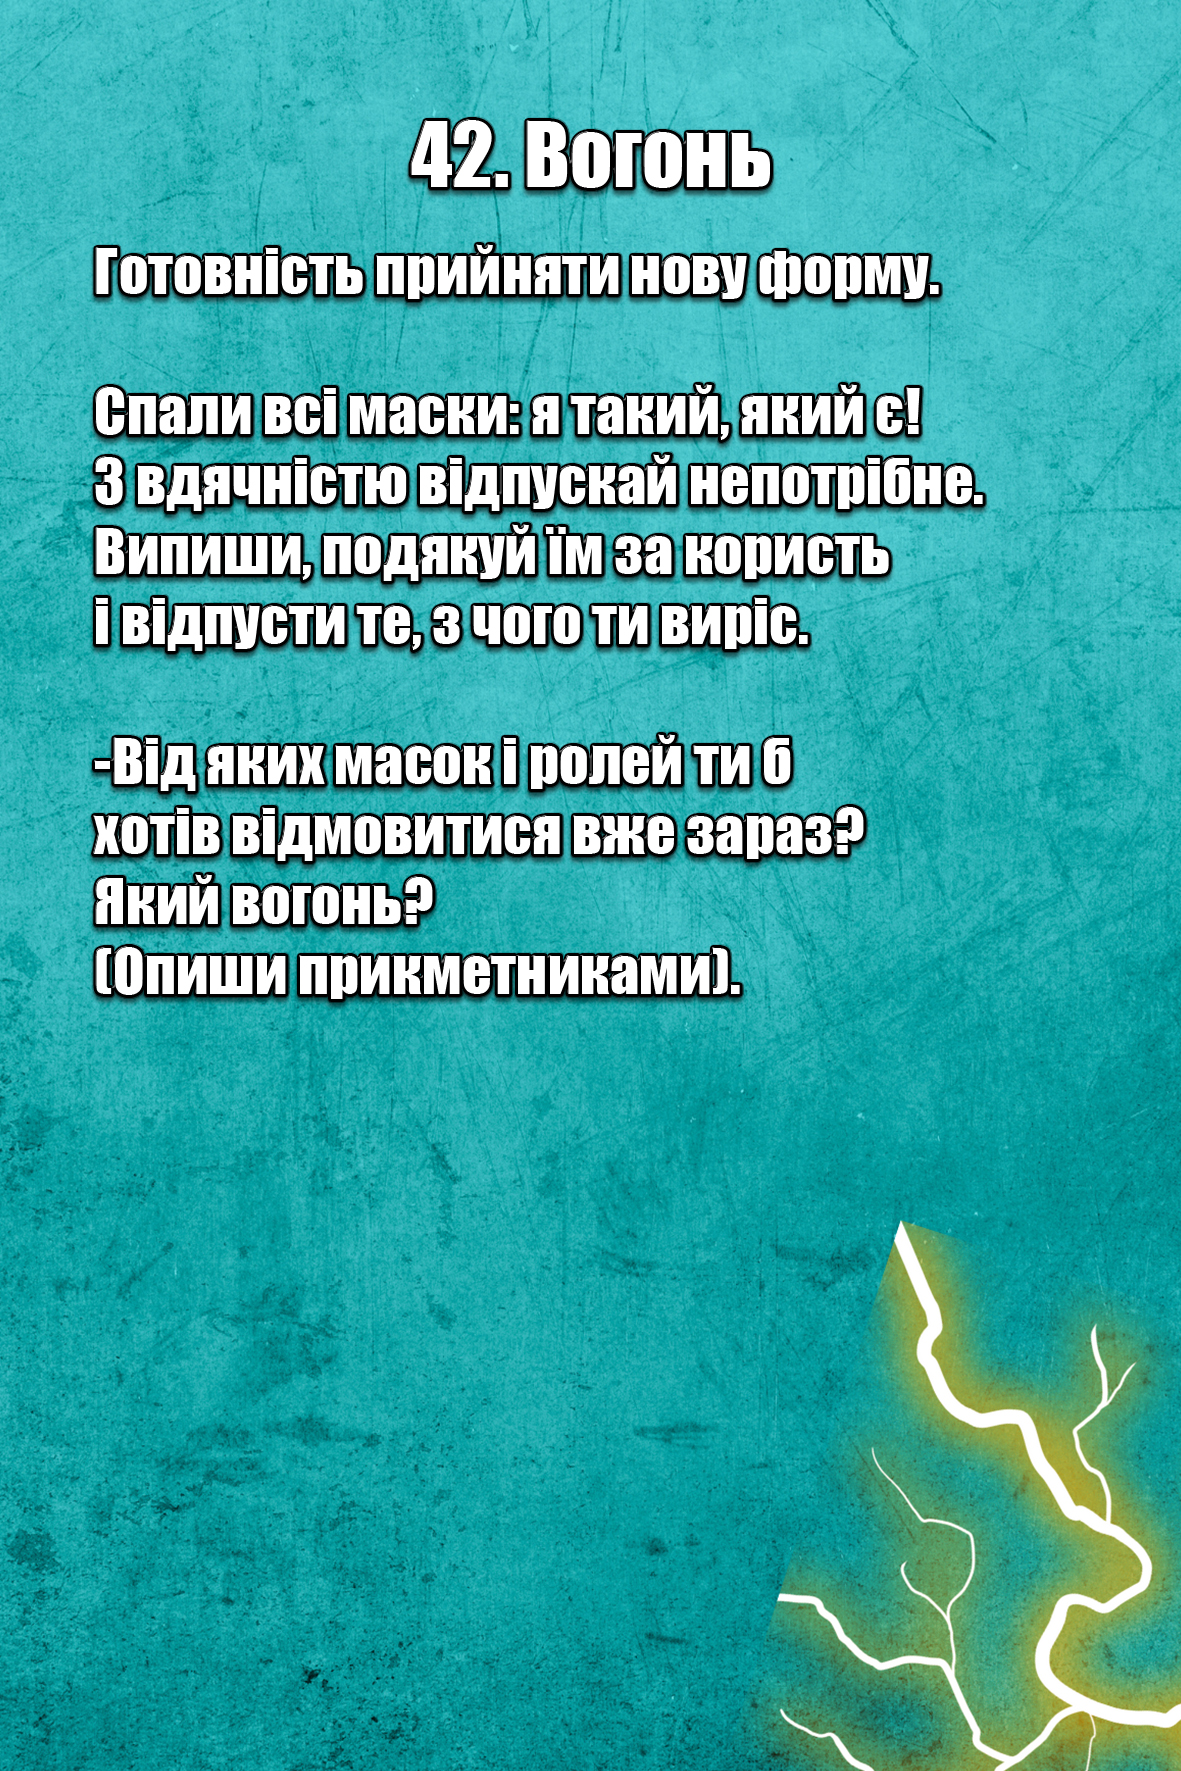 42. Вогонь
Готовність прийняти нову форму.
Спали всі маски: я такий, який є!
З вдячністю відпускай непотрібне.
Випиши, подякуй їм за користь
і відпусти те, з чого ти виріс.
-Від яких масок і ролей ти б
хотів відмовитися вже зараз?
Який вогонь?
(Опиши прикметниками).